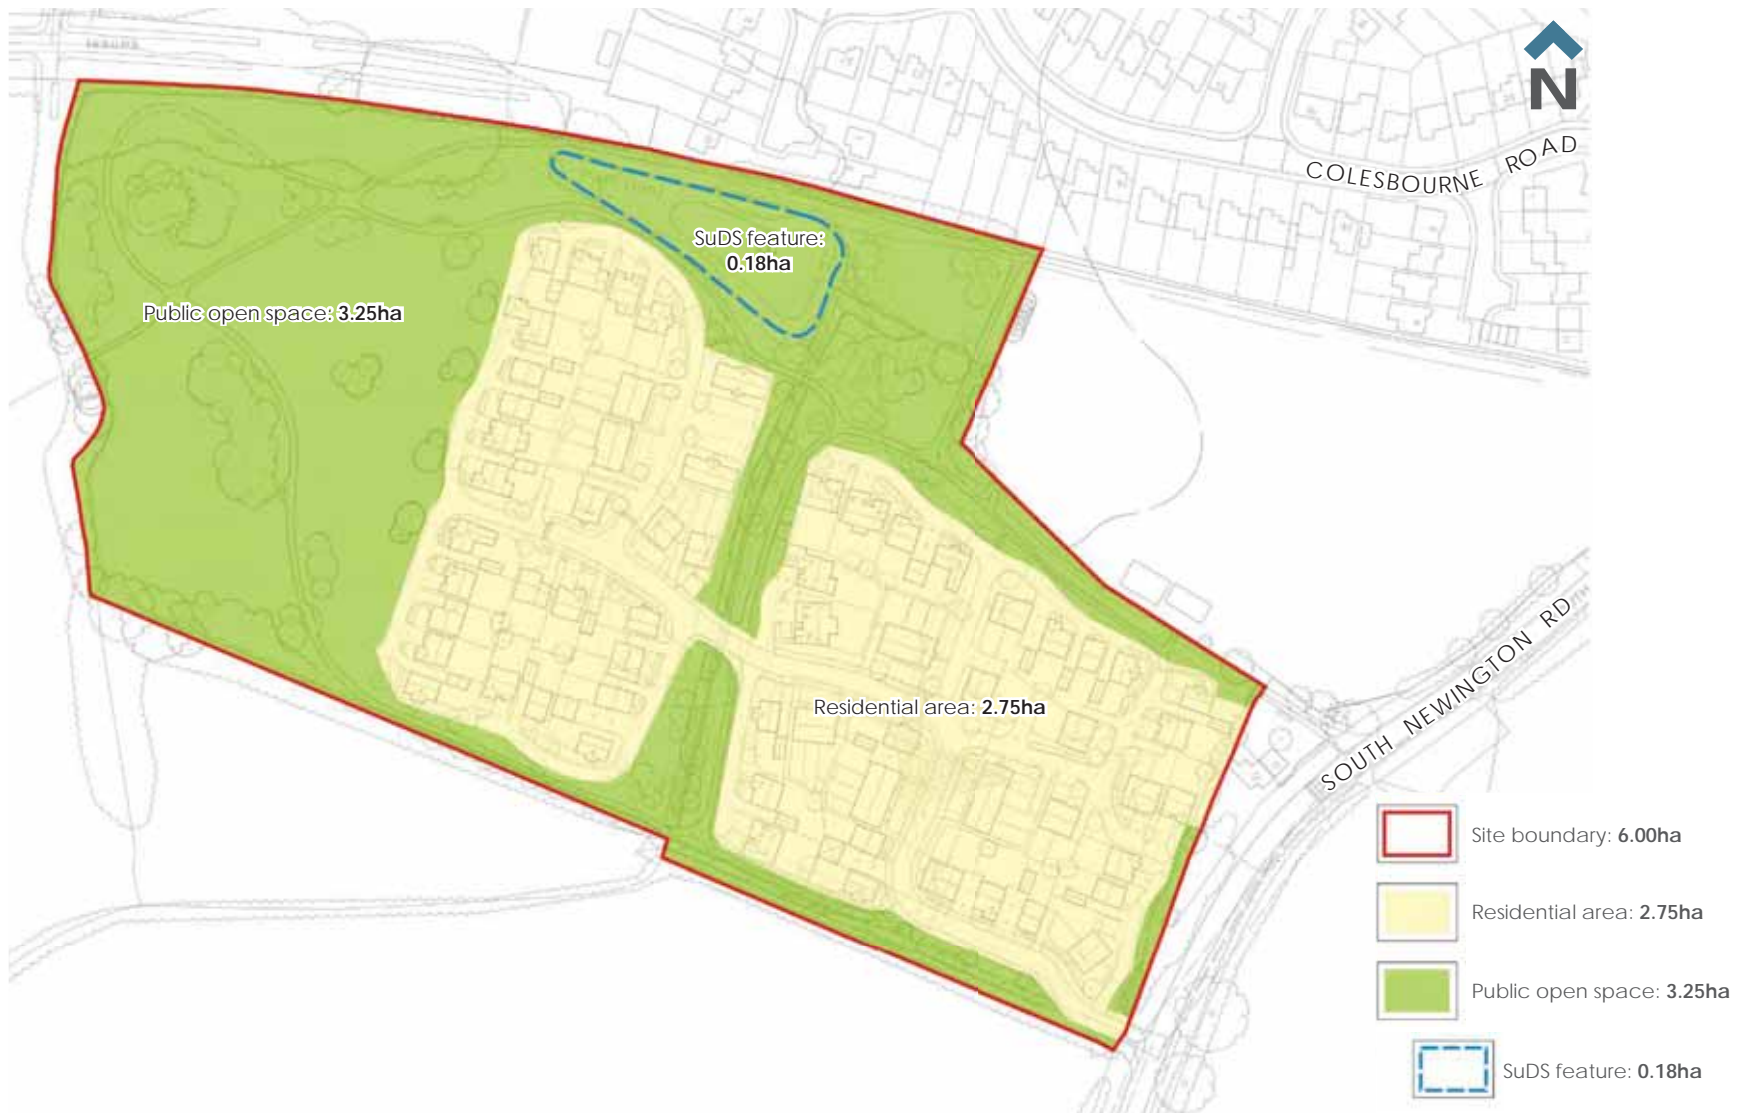 N
COLESBOURNE ROAD
SuDS feature:
0.18ha
Public open space: 3.25ha
Residential area: 2.75ha
SOUTH NEWINGTON RD
Site boundary: 6.00ha
Residential area: 2.75ha
Public open space: 3.25ha
SuDS feature: 0.18ha